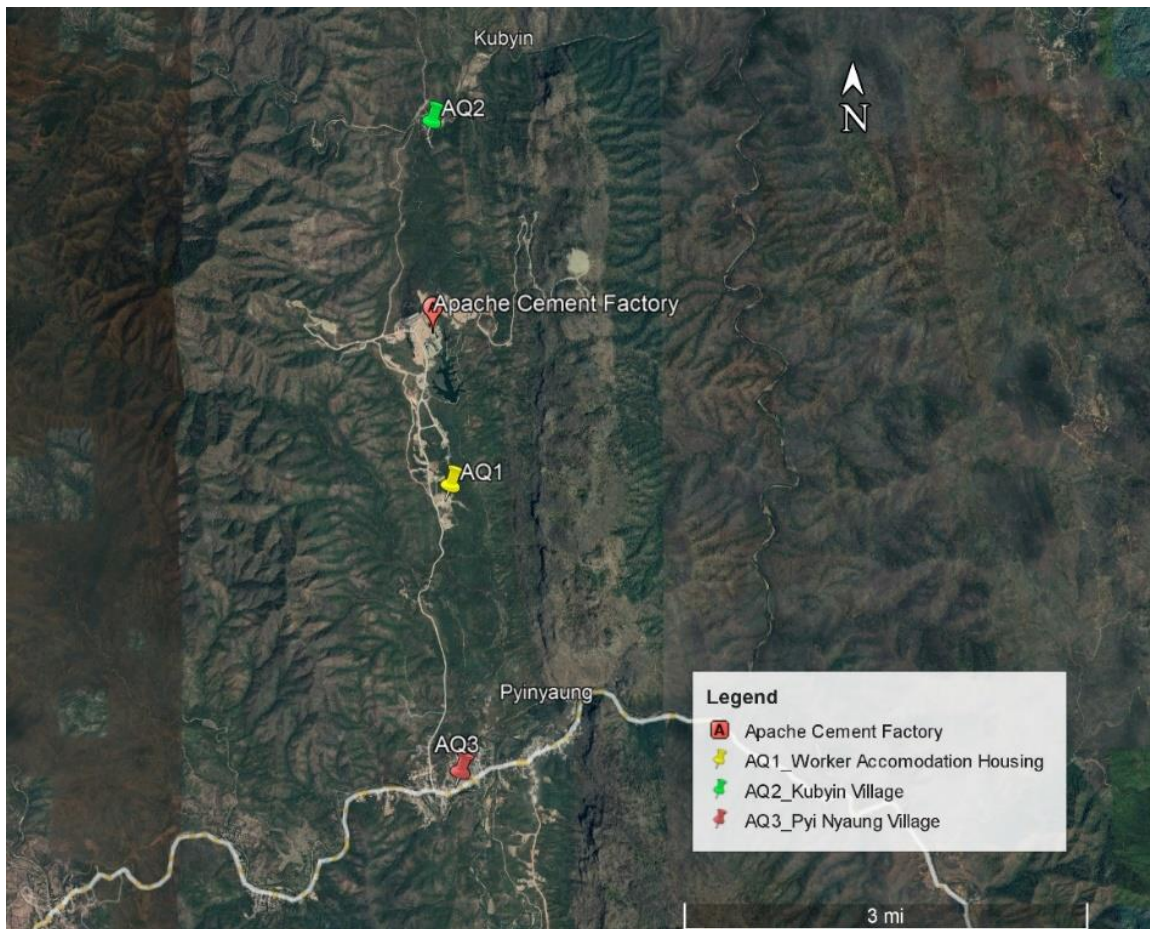 Kubyin
AQ2
N
Apache Cement Factory
AQ1
Pyinyaung
AQ3
Legend
A Apache Cement Factory
AQ1_Worker Accomodation Housing
AQ2_Kubyin Village
AQ3_Pyi Nyaung Village
3 mi